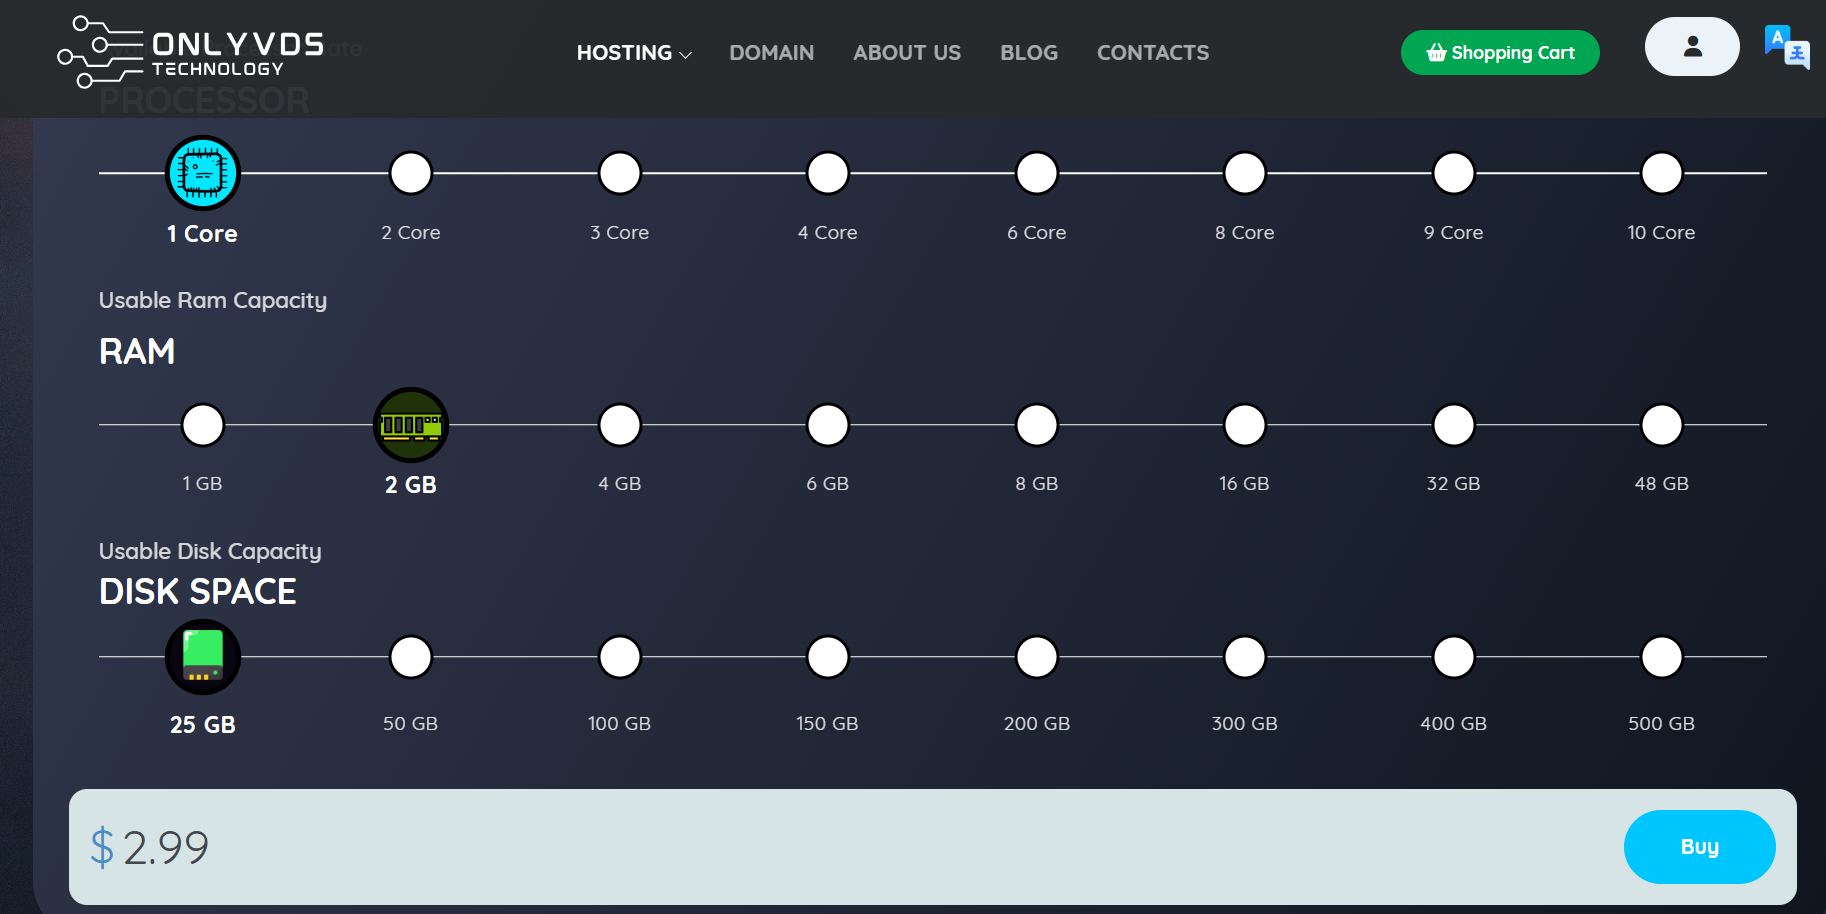 ONLYVDS
TECHNOLOGY
HOSTING
DOMAIN
ABOUT US
BLOG
CONTACTS
Shopping Cart
A
PROCESSOR
1 Core
2 Core
3 Core
4 Core
6 Core
8 Core
9 Core
10 Core
Usable Ram Capacity
RAM
1 GB
2 GB
4 GB
6 GB
8 GB
16 GB
32 GB
48 GB
Usable Disk Capacity
DISK SPACE
25 GB
50 GB
100 GB
150 GB
200 GB
300 GB
400 GB
500 GB
$ 2.99
Buy